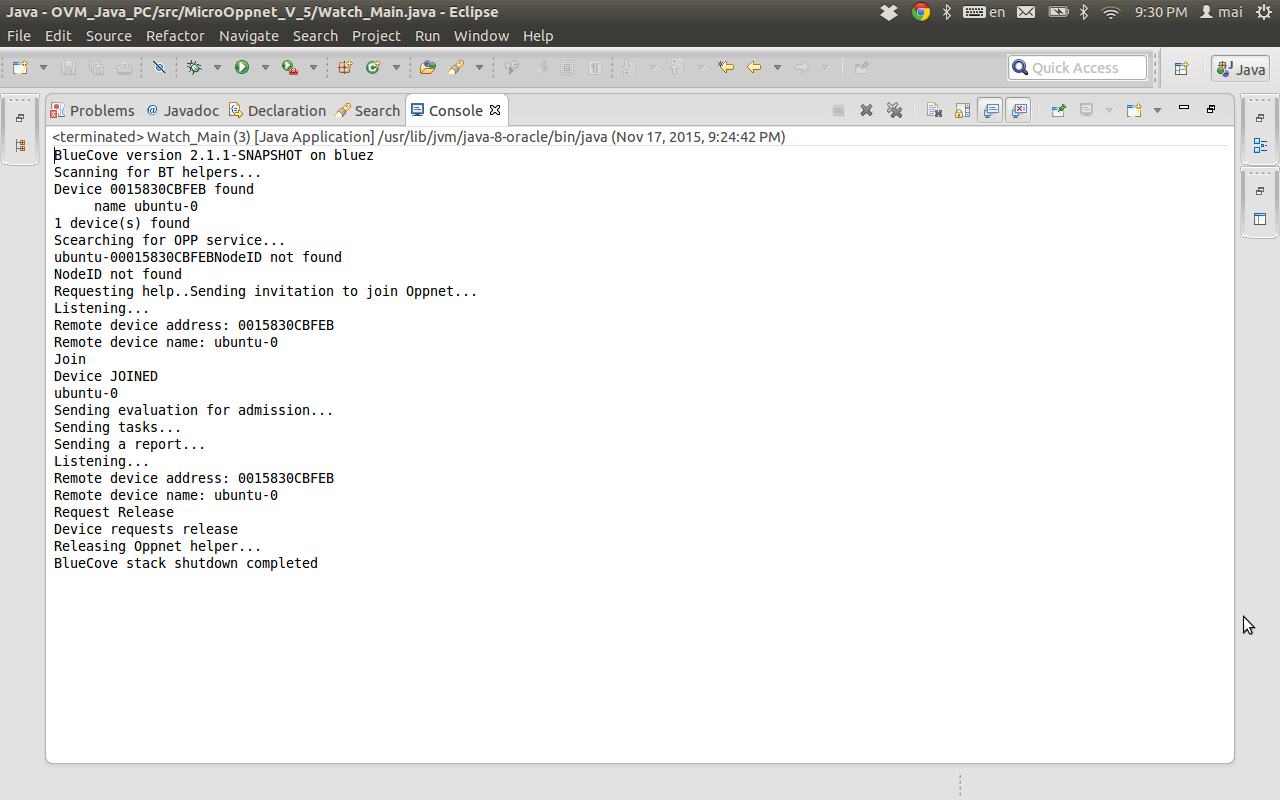 Java - OVM_Java_PC/src/MicroOppnet_V_5/Watch_Main.java - Eclipse
en
9:30 PM
mai
File Edit Source Refactor Navigate Search Project Run Window Help
Quick Access
Java
Problems
@ Javadoc
Declaration
Search
Console
<terminated> Watch_Main (3) [Java Application] /usr/lib/jvm/java-8-oracle/bin/java (Nov 17, 2015, 9:24:42 PM)
BlueCove version 2.1.1-SNAPSHOT on bluez
Scanning for BT helpers...
Device 0015830CBFEB found
name ubuntu-0
1 device(s) found
Scearching for OPP service...
ubuntu-00015830CBFEBNodeID not found
NodeID not found
Requesting help..Sending invitation to join Oppnet...
Listening...
Remote device address: 0015830CBFEB
Remote device name: ubuntu-0
Join
Device JOINED
ubuntu-0
Sending evaluation for admission...
Sending tasks...
Sending a report...
Listening...
Remote device address: 0015830CBFEB
Remote device name: ubuntu-0
Request Release
Device requests release
Releasing Oppnet helper...
BlueCove stack shutdown completed